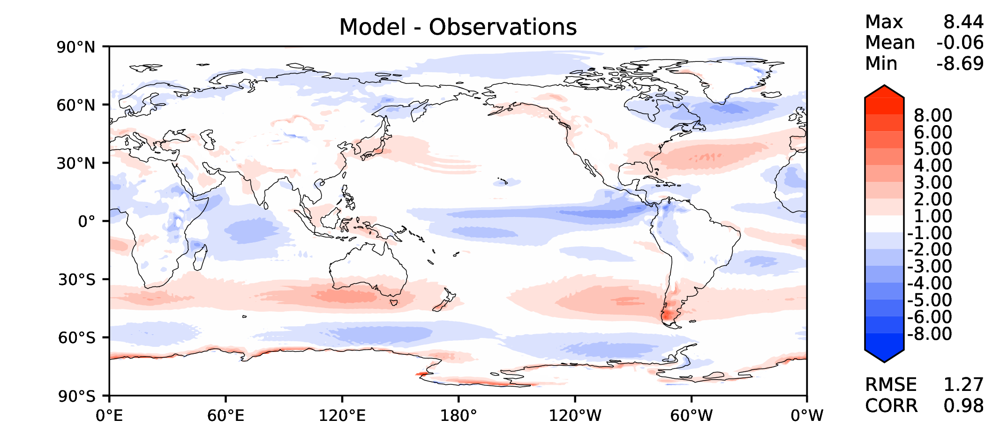 Model - Observations
Max 8.44
Mean -0.06
Min -8.69
90°N
60°N
30°N
0°
30°S
60°S
90°S
0°E 60°E 120°E 180° 120°W 60°W 0°W
8.00
6.00
5.00
4.00
3.00
2.00
1.00
-1.00
-2.00
-3.00
-4.00
-5.00
-6.00
-8.00
RMSE 1.27
CORR 0.98